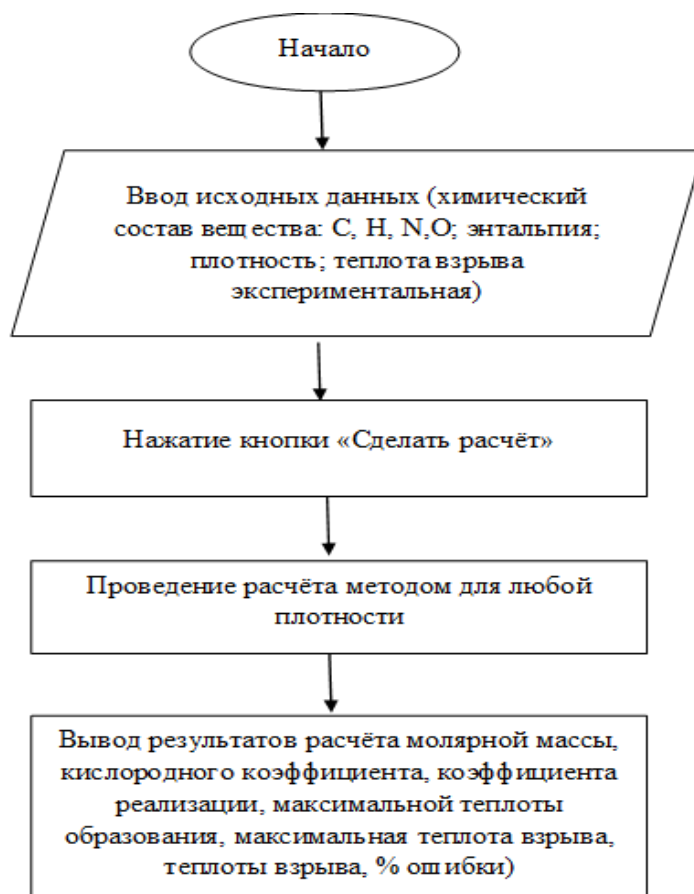 Начало
Ввод исходных данных (химический
состав вещества: C, H, N,O; энтальпия;
плотность; теплота взрыва
экспериментальная)
Нажатие кнопки «Сделать расчёт»
Проведение расчёта методом для любой
плотности
Вывод результатов расчёта молярной массы,
кислородного коэффициента, коэффициента
реализации, максимальной теплоты
образования, максимальная теплота взрыва,
теплоты взрыва, % ошибки)